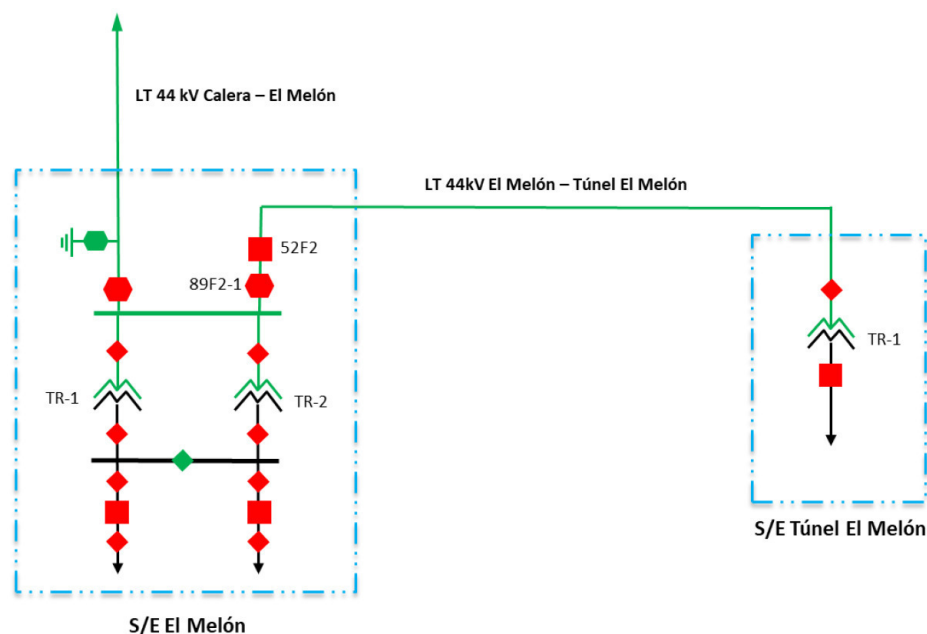 LT 44 kV Calera – El Melón
LT 44kV El Melón – Túnel El Melón
52F2
89F2-1
TR-1
TR-1
TR-2
S/E Túnel El Melón
S/E El Melón